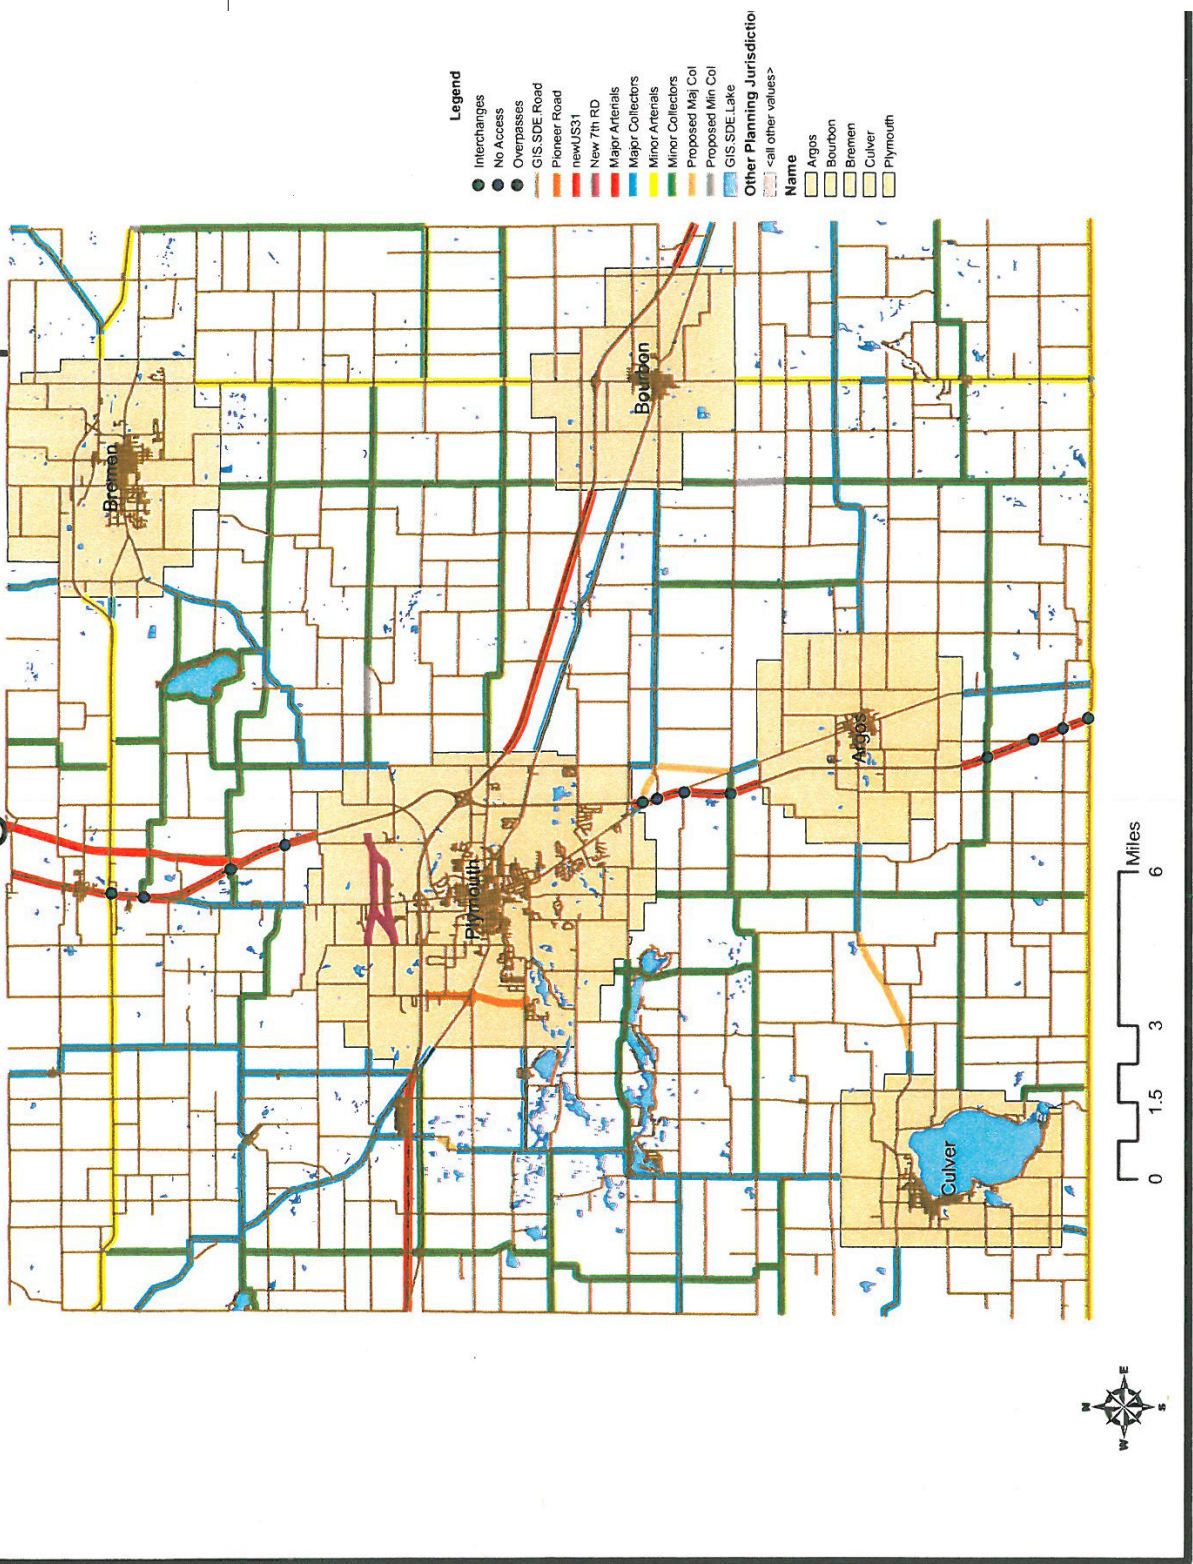 Legend
Interchanges
No Access
Overpasses
GIS.SDE.Road
Pioneer Road
newUS31
New 7th RD
Major Arterials
Major Collectors
Minor Arterials
Minor Collectors
Proposed Maj Col
Proposed Min Col
GIS.SDE.Lake
Other Planning Jurisdictio
<all other values>
Name
Argos
Bourbon
Bremen
Culver
Plymouth
Bremen
Bourbon
Plymouth
Argos
Culver
0 1.5 3 6
Miles
N
W E
S